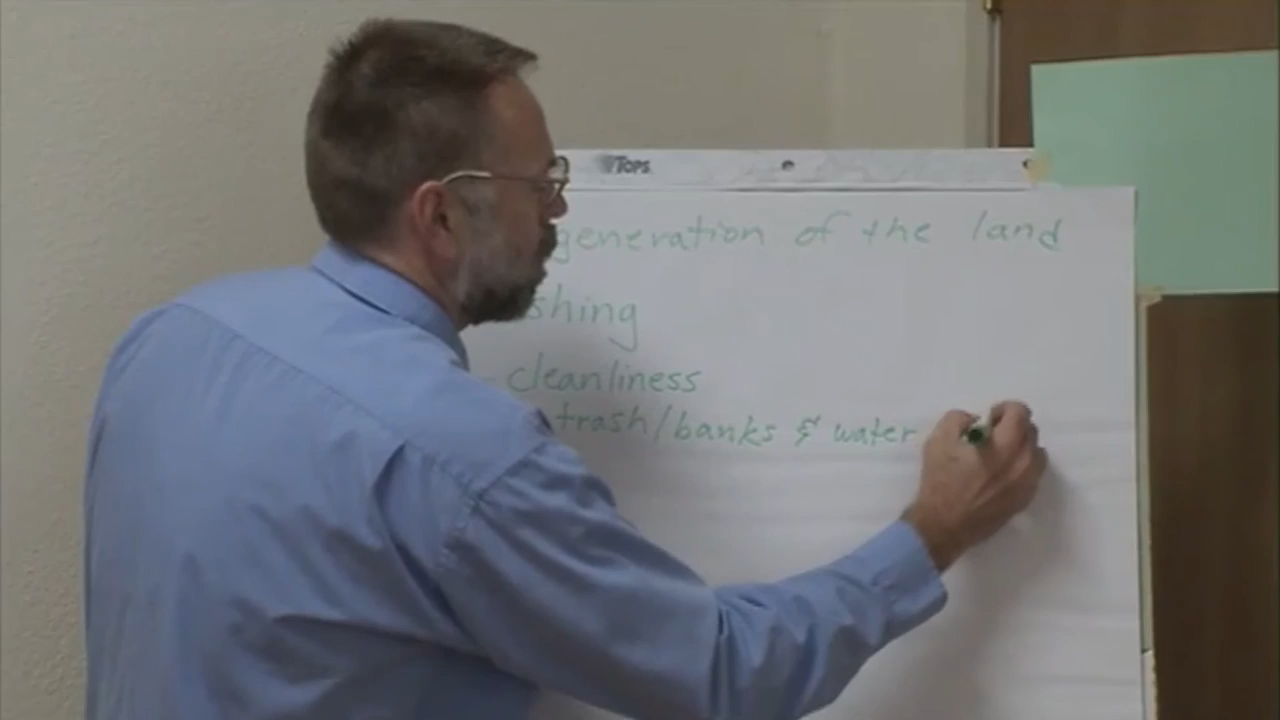 TOPS
generation of the land
shing
- cleanliness
trash/banks & water